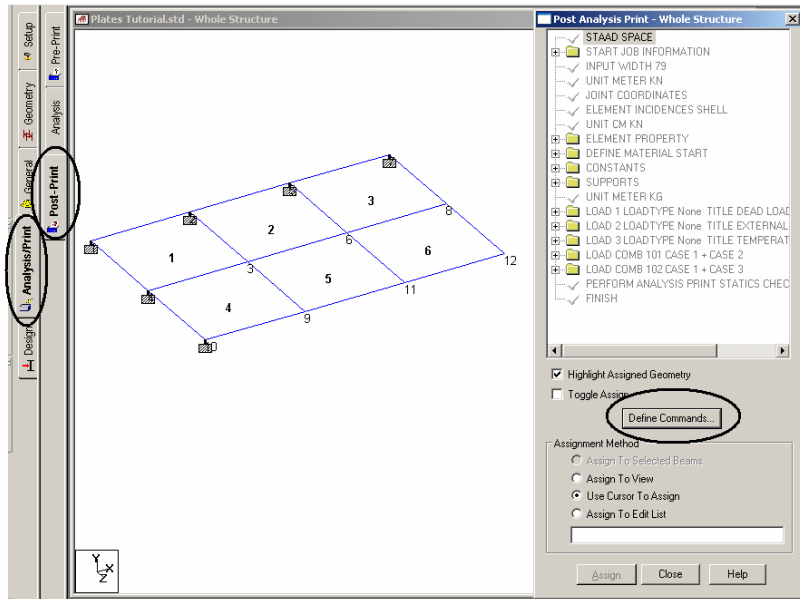 Setup
Geometry
General
Analysis/Print
Design
Pre-Print
Analysis
Post-Print
Plates Tutorial.std - Whole Structure
1
2
3
4
5
6
3
6
8
9
11
12
Y
X
Z
Post Analysis Print - Whole Structure
STAAD SPACE
START JOB INFORMATION
INPUT WIDTH 79
UNIT METER KN
JOINT COORDINATES
ELEMENT INCIDENCES SHELL
UNIT CM KN
ELEMENT PROPERTY
DEFINE MATERIAL START
CONSTANTS
SUPPORTS
UNIT METER KG
LOAD 1 LOADTYPE None TITLE DEAD LOAD
LOAD 2 LOADTYPE None TITLE EXTERNAL
LOAD 3 LOADTYPE None TITLE TEMPERAT
LOAD COMB 101 CASE 1 + CASE 2
LOAD COMB 102 CASE 1 + CASE 3
PERFORM ANALYSIS PRINT STATICS CHEC
FINISH
Highlight Assigned Geometry
Toggle Assign
Define Commands...
Assignment Method
Assign To Selected Beams
Assign To View
Use Cursor To Assign
Assign To Edit List
Assign
Close
Help